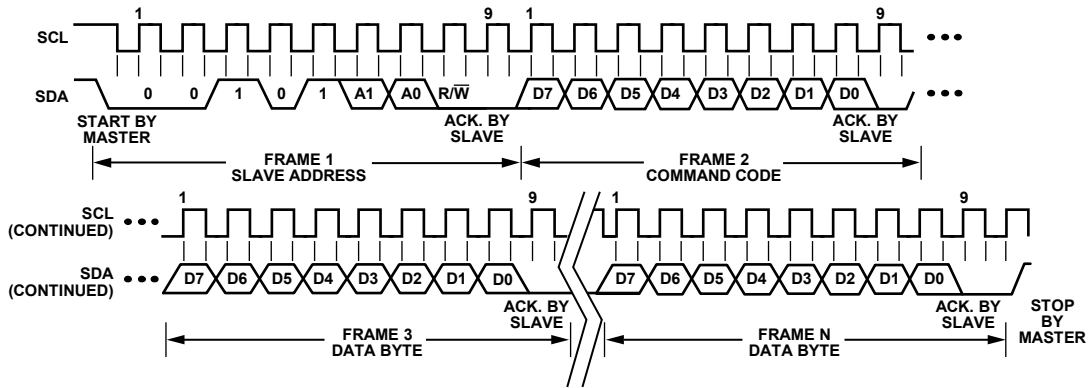 1 9 1 9
SCL
SDA 0 0 1 0 1 A1 A0 R/W̅ D7 D6 D5 D4 D3 D2 D1 D0
START BY
MASTER
ACK. BY
SLAVE
ACK. BY
SLAVE
FRAME 1
SLAVE ADDRESS
FRAME 2
COMMAND CODE
1 9 1 9
SCL
(CONTINUED)
SDA
(CONTINUED)
D7 D6 D5 D4 D3 D2 D1 D0 D7 D6 D5 D4 D3 D2 D1 D0
ACK. BY
SLAVE
ACK. BY
SLAVE
STOP
BY
MASTER
FRAME 3
DATA BYTE
FRAME N
DATA BYTE